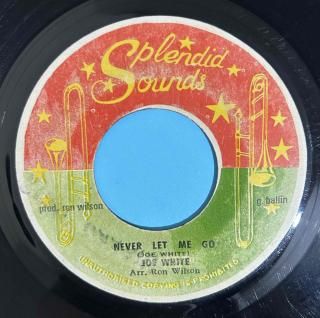 Splendid
Sounds
prod. ron wilson
g. ballin
NEVER LET ME GO
(JOE WHITE)
JOE WHITE
Arr. Ron Wilson
UNAUTHORISED COPYING IS PROHIBITED